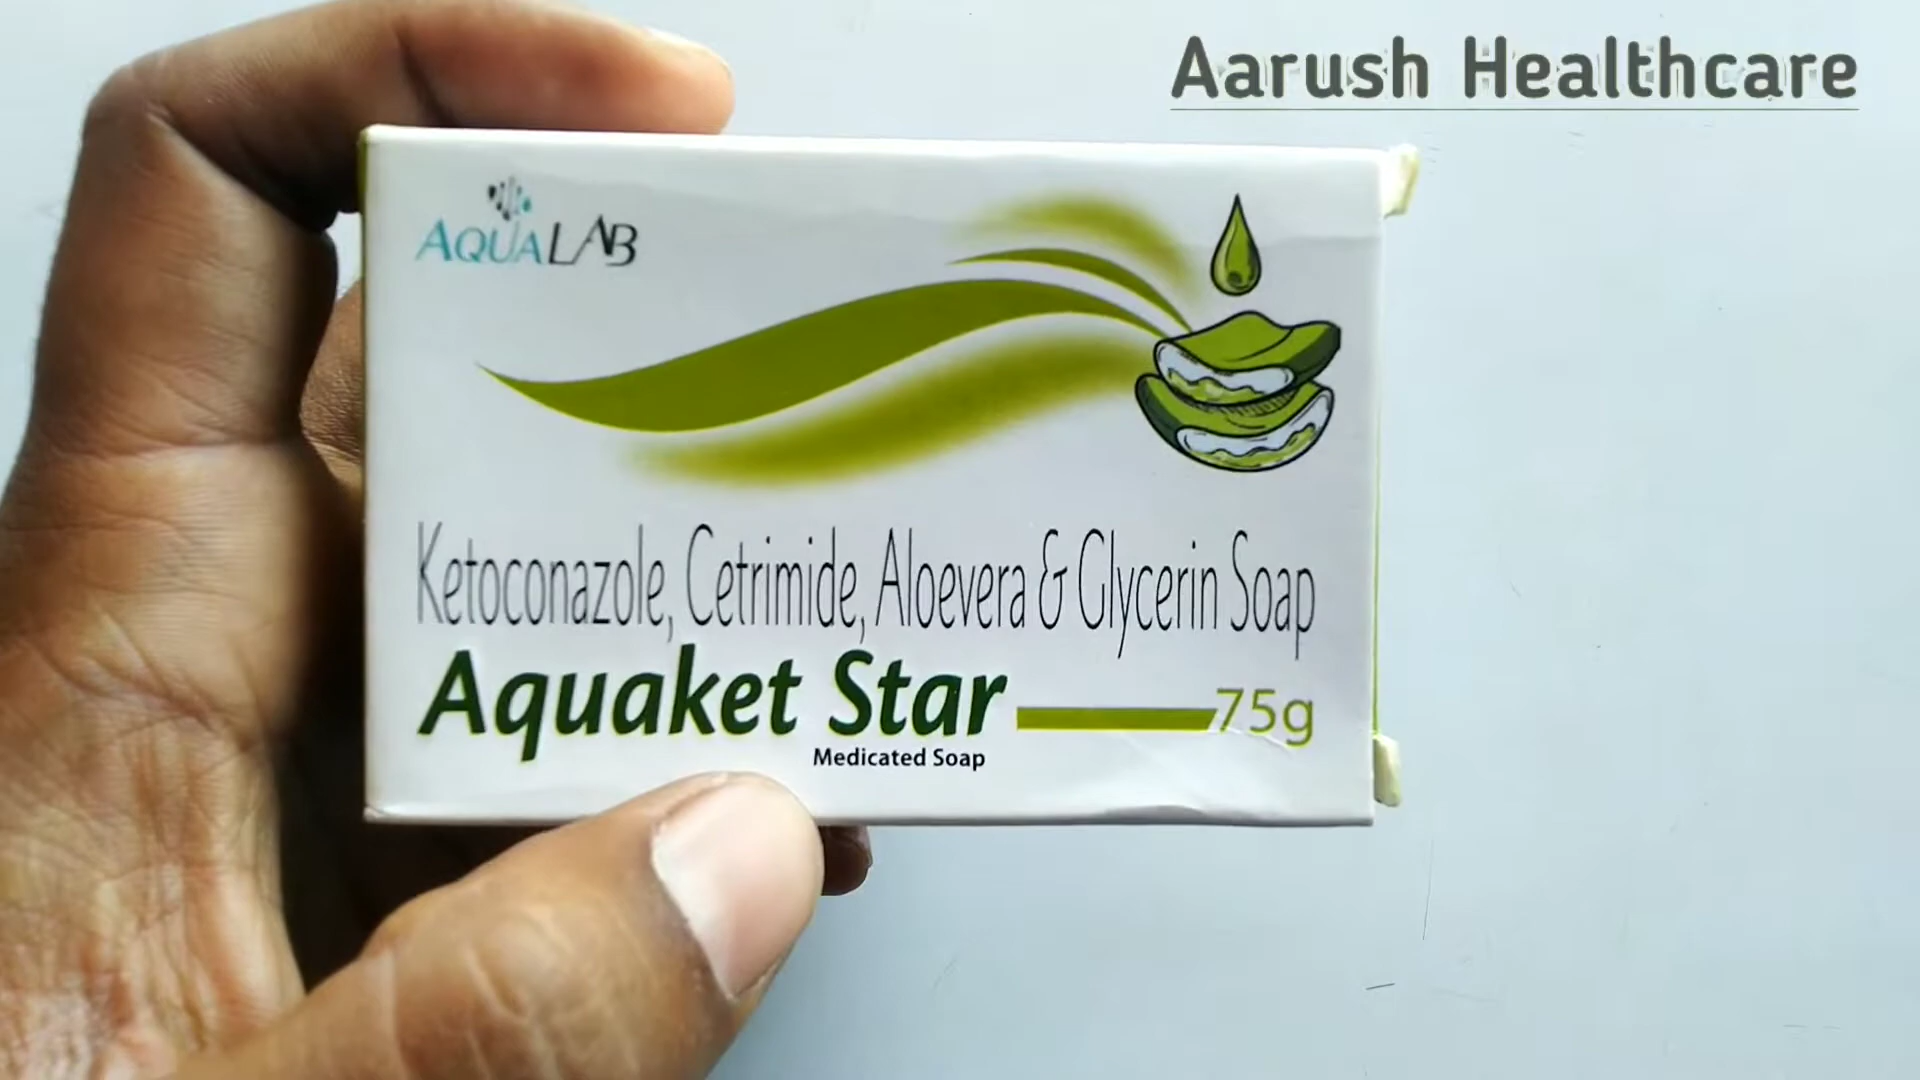 Aarush Healthcare
AQUALAB
Ketoconazole, Cetrimide, Aloevera & Glycerin Soap
Aquaket Star 75g
Medicated Soap